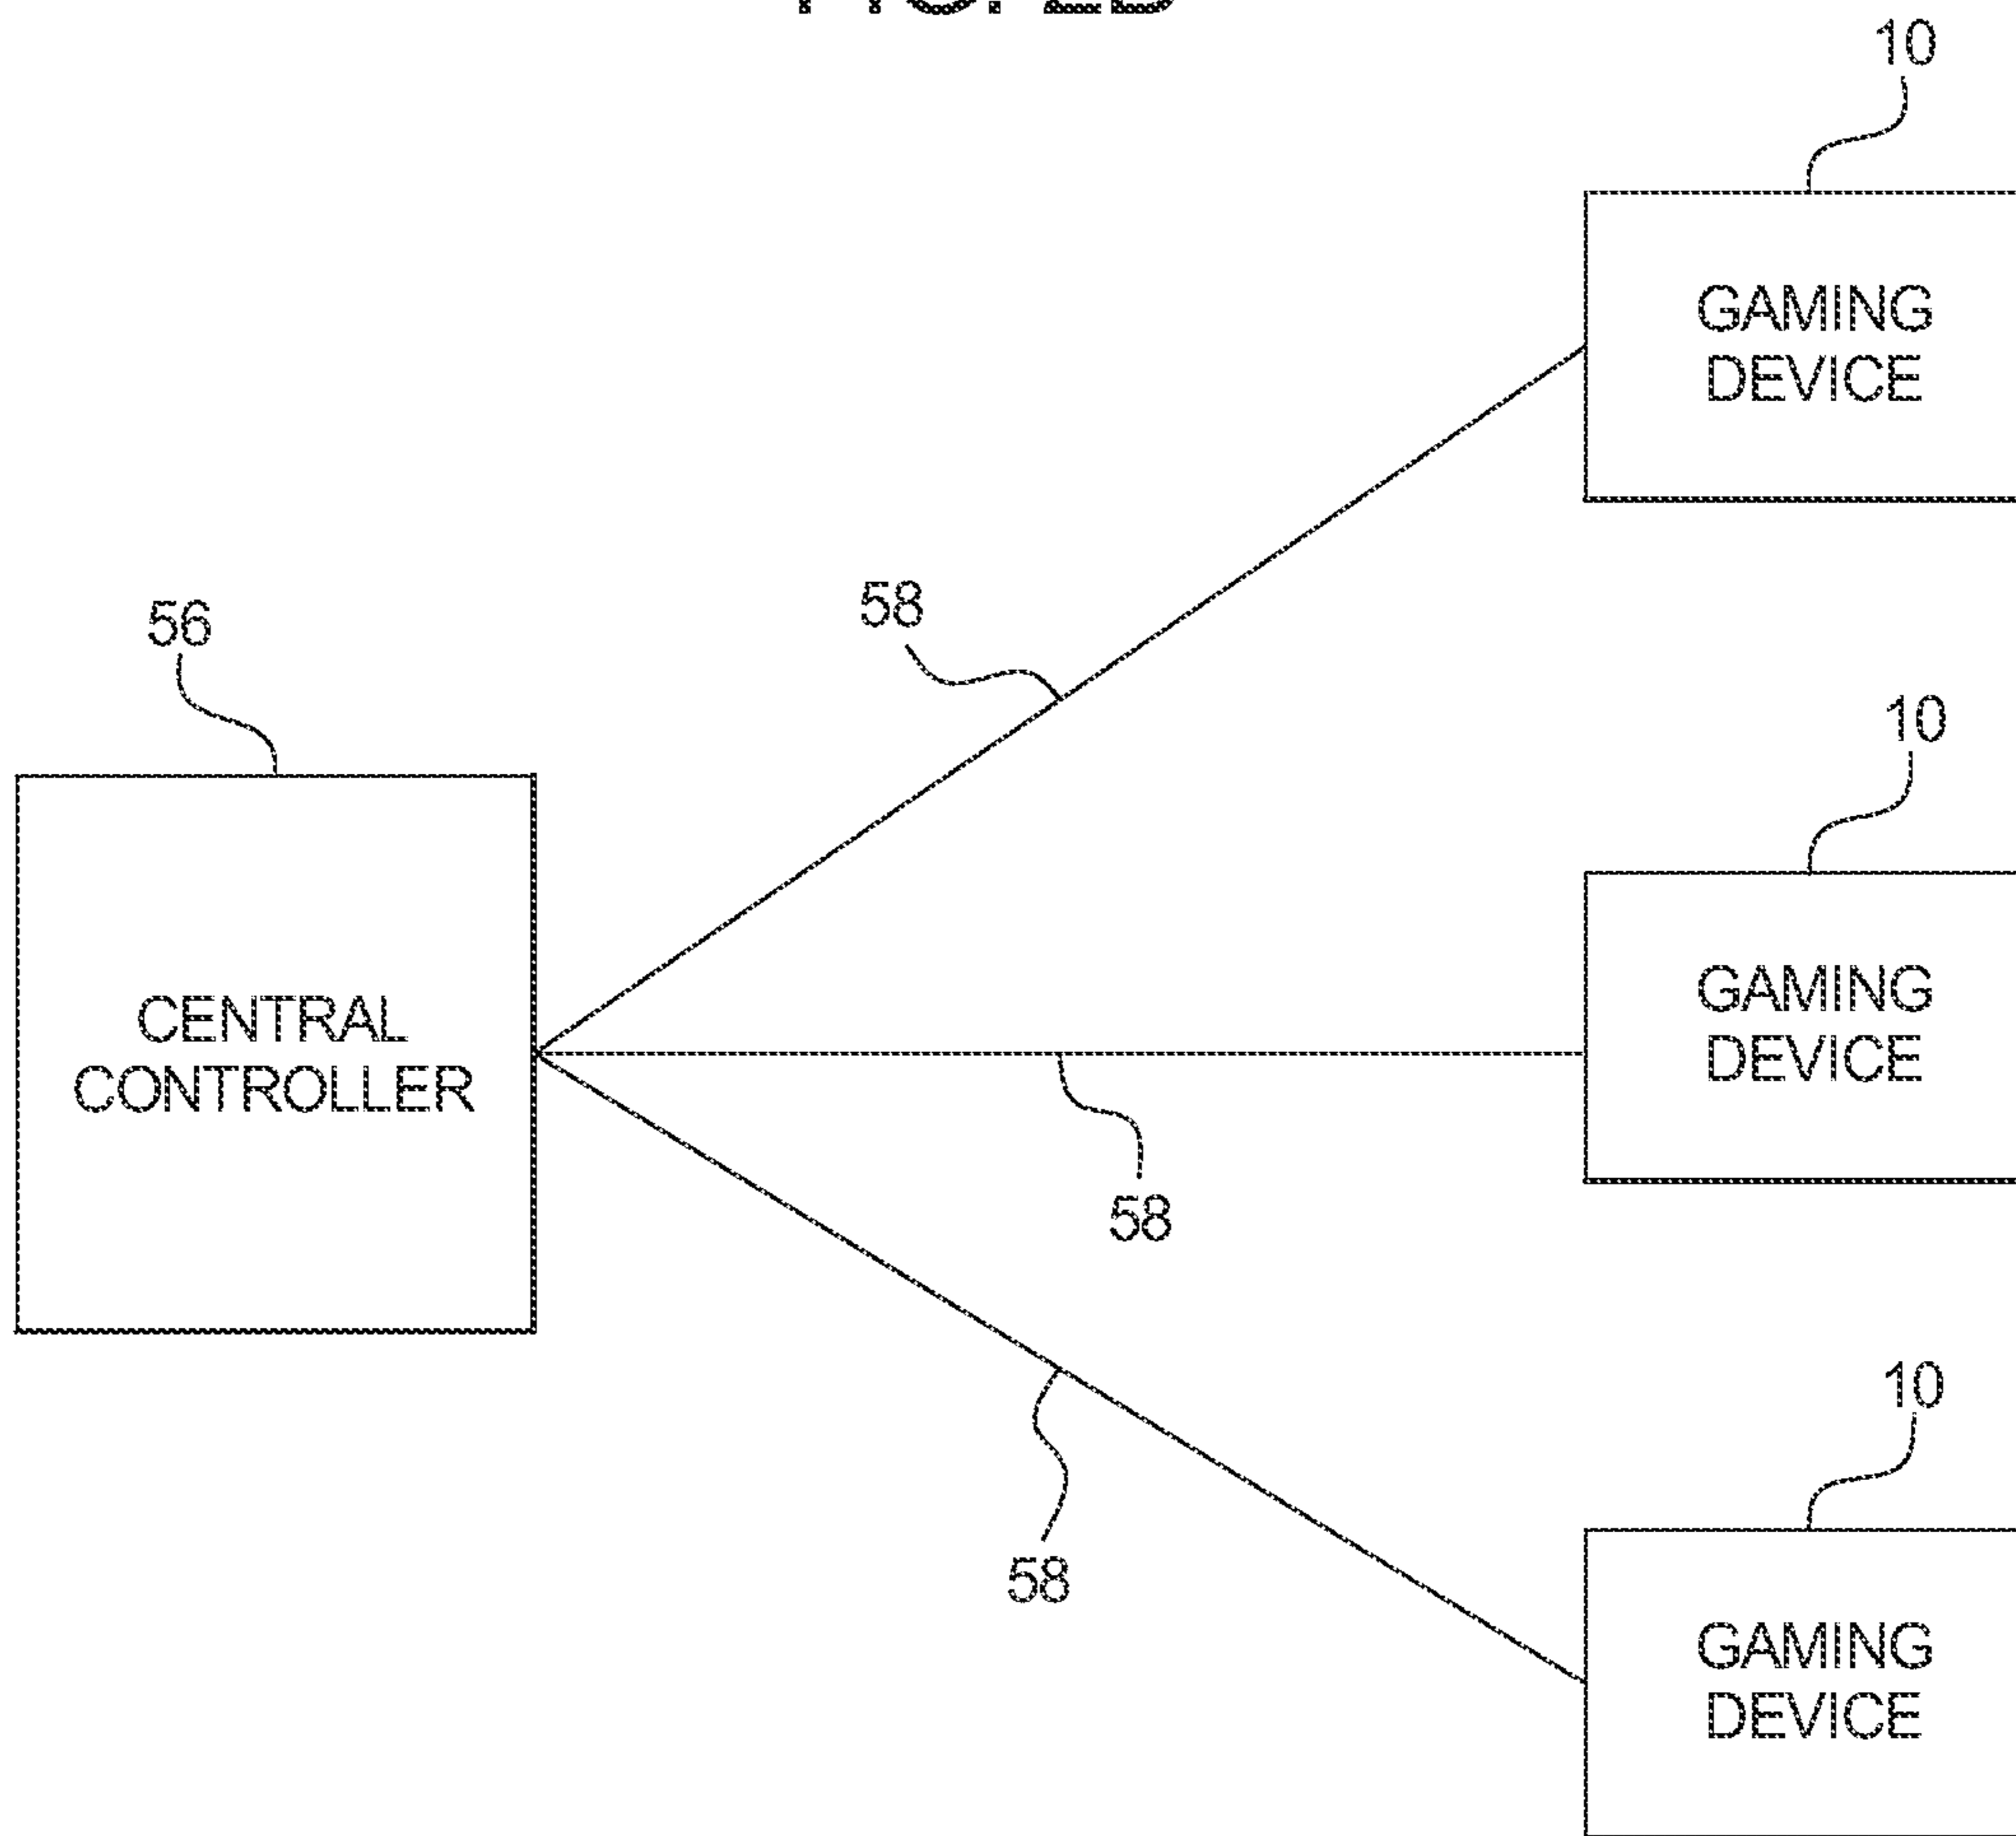 10
GAMING
DEVICE
58
56
10
CENTRAL
CONTROLLER
GAMING
DEVICE
58
10
58
GAMING
DEVICE